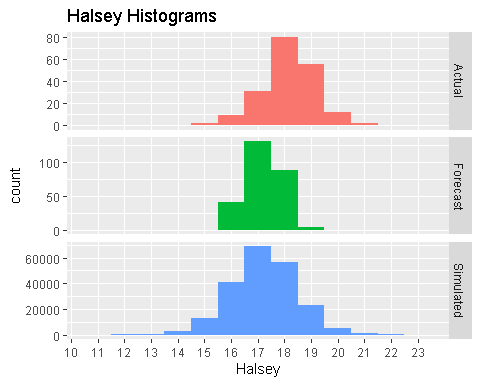 Halsey Histograms
80
60
40
20
0
Actual
100
50
0
Forecast
count
60000
40000
20000
0
Simulated
10 11 12 13 14 15 16 17 18 19 20 21 22 23
Halsey